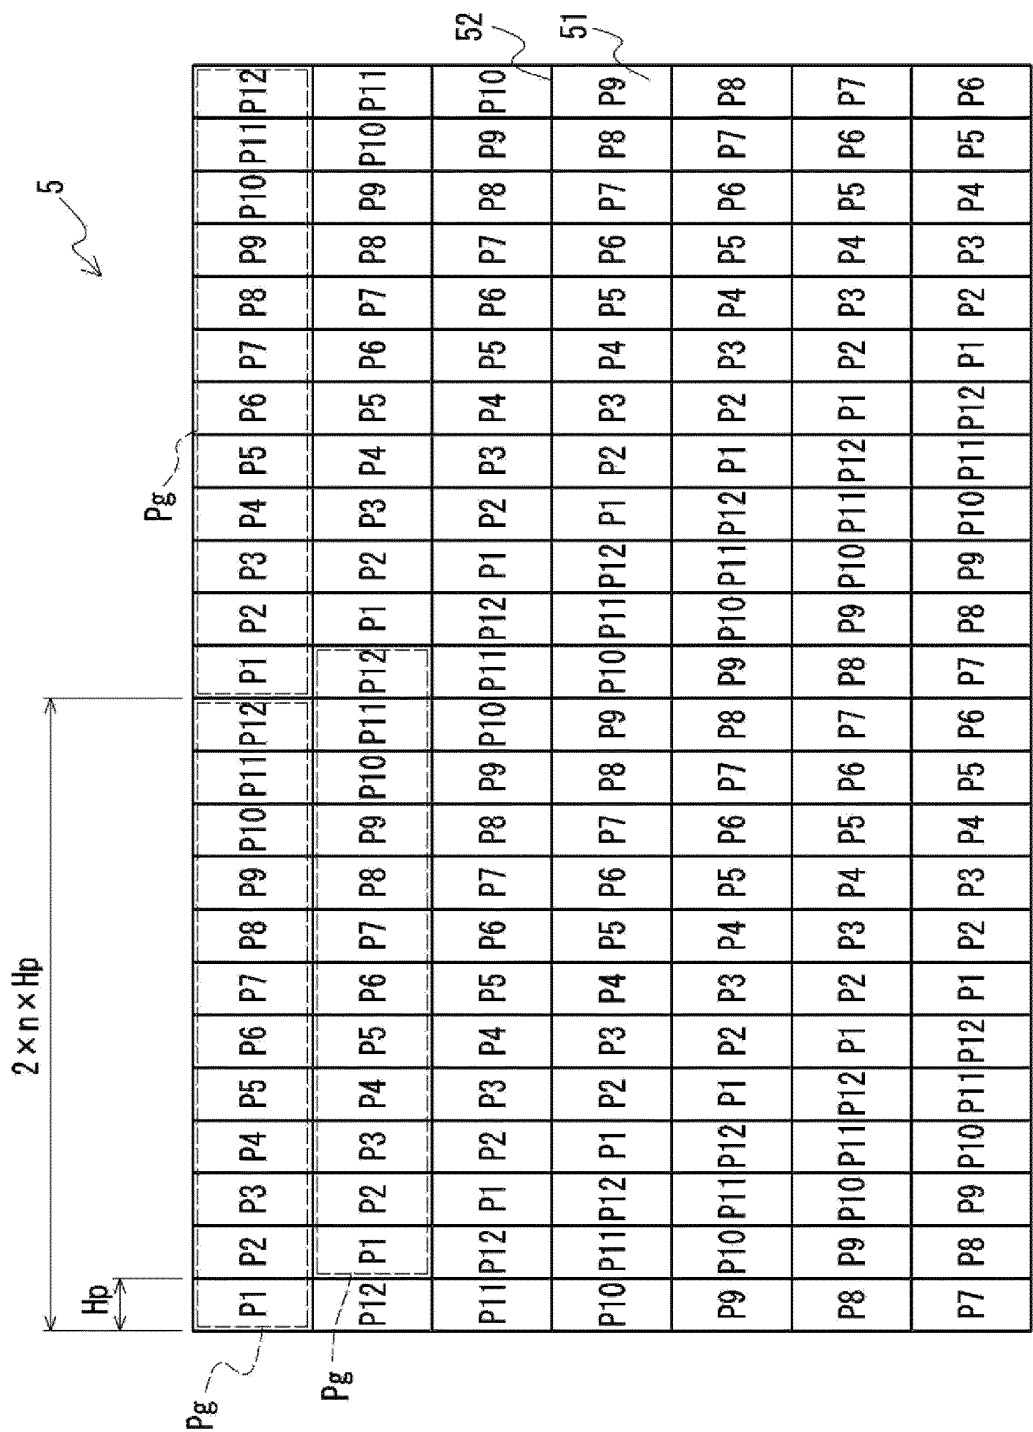 2×n×Hp
5
Hp
Pg
Pg
P1 P2 P3 P4 P5 P6 P7 P8 P9 P10 P11 P12 P1 P2 P3 P4 P5 P6 P7 P8 P9 P10 P11 P12
Pg
P12 P1 P2 P3 P4 P5 P6 P7 P8 P9 P10 P11 P12 P1 P2 P3 P4 P5 P6 P7 P8 P9 P10 P11
52
P11 P12 P1 P2 P3 P4 P5 P6 P7 P8 P9 P10 P11 P12 P1 P2 P3 P4 P5 P6 P7 P8 P9 P10
51
P10 P11 P12 P1 P2 P3 P4 P5 P6 P7 P8 P9 P10 P11 P12 P1 P2 P3 P4 P5 P6 P7 P8 P9
P9 P10 P11 P12 P1 P2 P3 P4 P5 P6 P7 P8 P9 P10 P11 P12 P1 P2 P3 P4 P5 P6 P7 P8
P8 P9 P10 P11 P12 P1 P2 P3 P4 P5 P6 P7 P8 P9 P10 P11 P12 P1 P2 P3 P4 P5 P6 P7
P7 P8 P9 P10 P11 P12 P1 P2 P3 P4 P5 P6 P7 P8 P9 P10 P11 P12 P1 P2 P3 P4 P5 P6